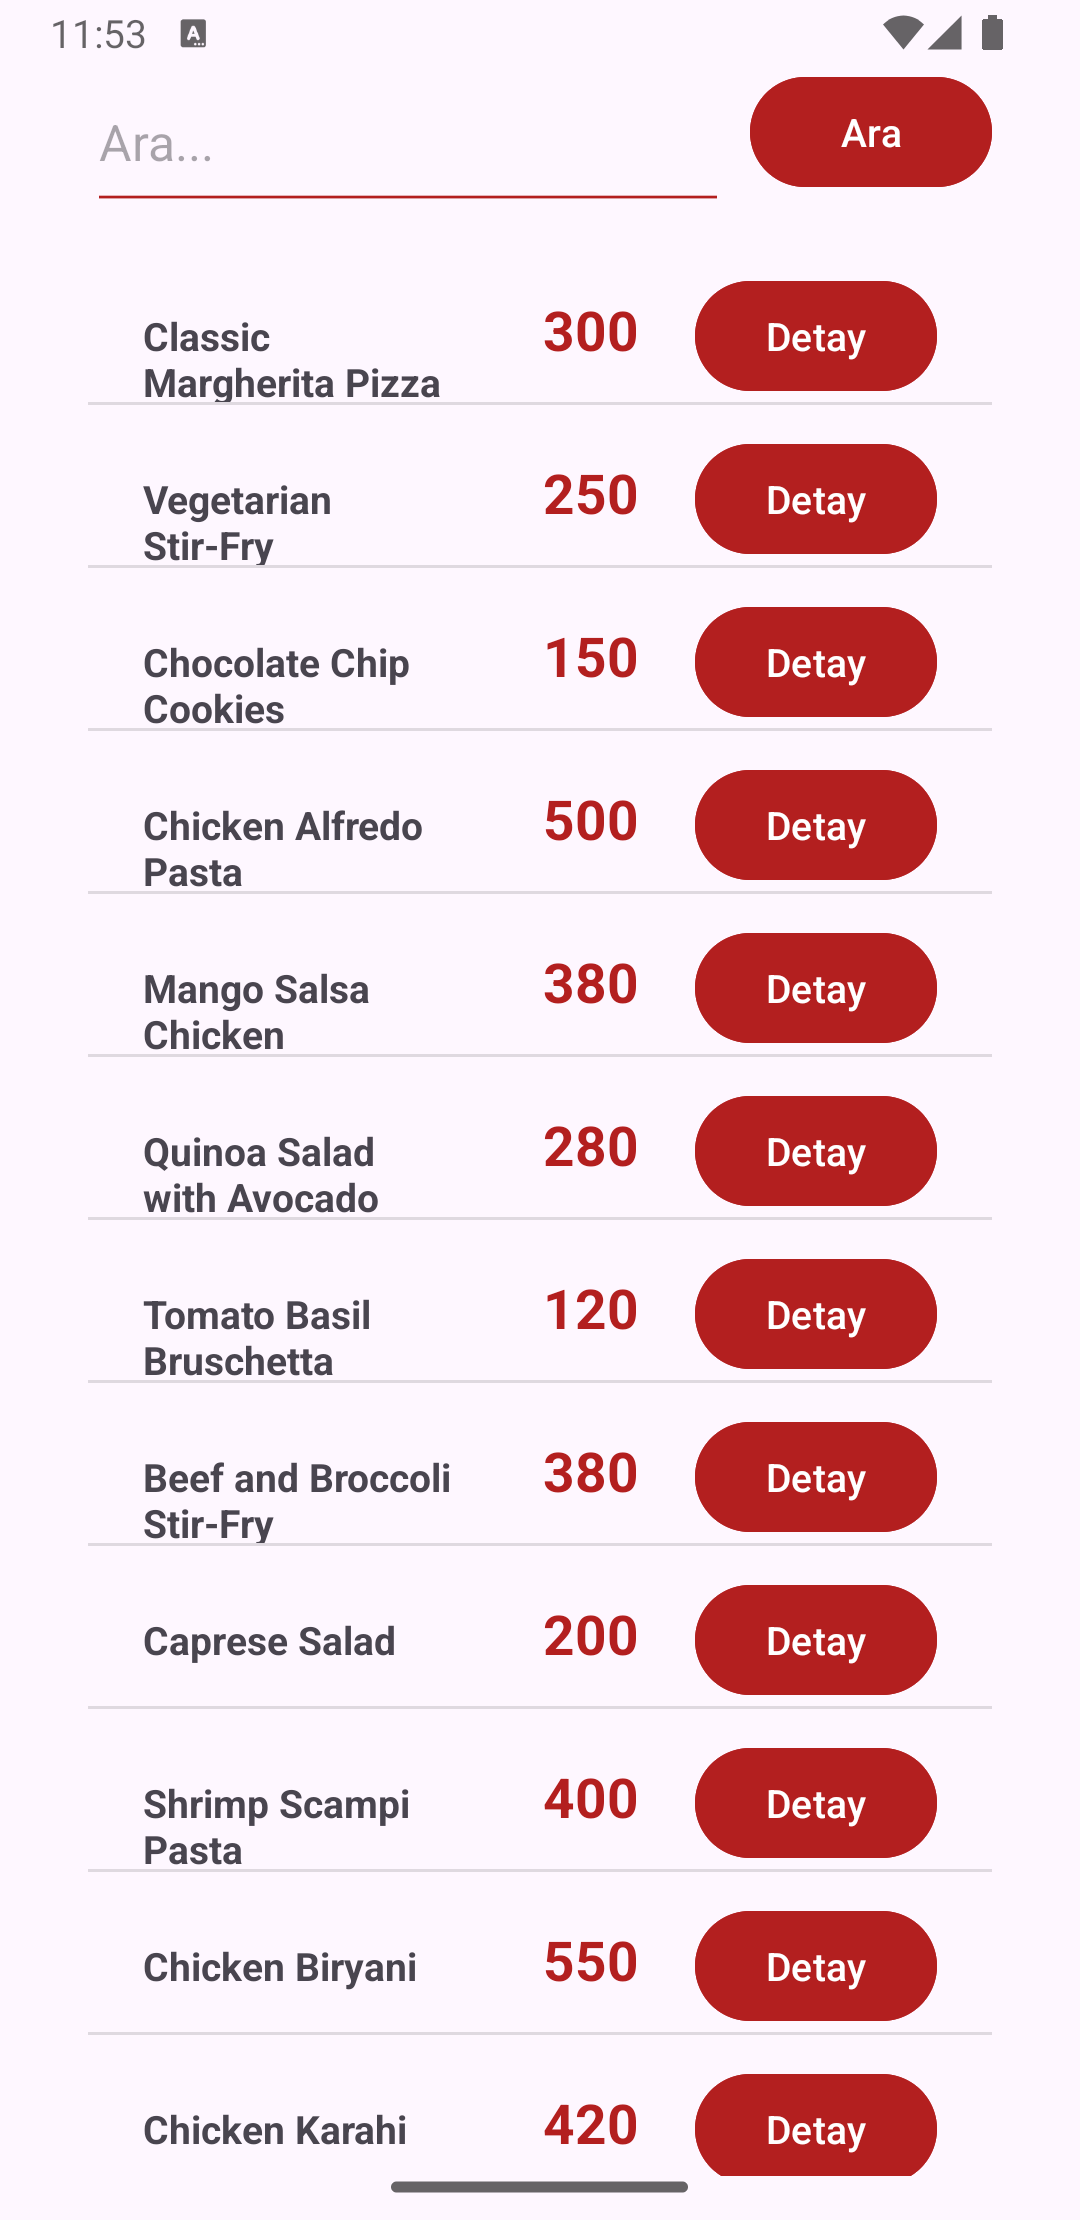 11:53
Ara...
Ara
Classic
Margherita Pizza
300
Detay
Vegetarian
Stir-Fry
250
Detay
Chocolate Chip
Cookies
150
Detay
Chicken Alfredo
Pasta
500
Detay
Mango Salsa
Chicken
380
Detay
Quinoa Salad
with Avocado
280
Detay
Tomato Basil
Bruschetta
120
Detay
Beef and Broccoli
Stir-Fry
380
Detay
Caprese Salad
200
Detay
Shrimp Scampi
Pasta
400
Detay
Chicken Biryani
550
Detay
Chicken Karahi
420
Detay